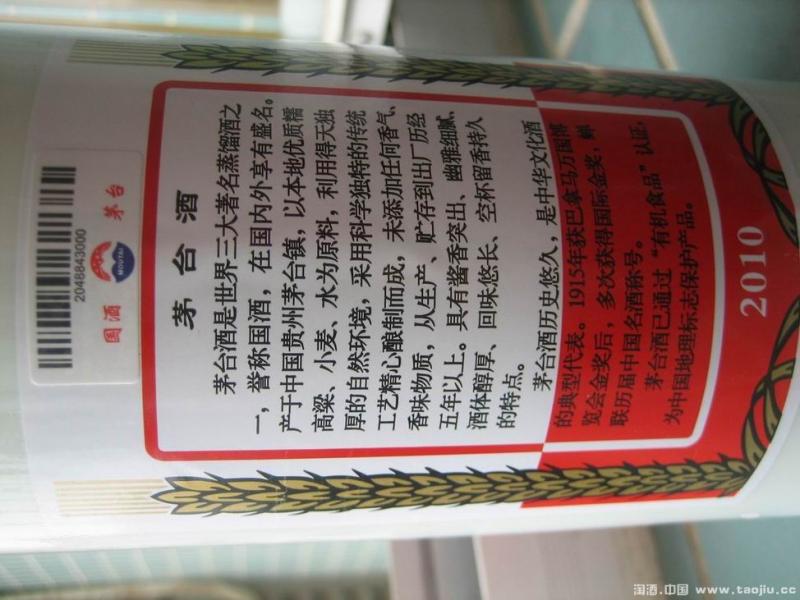 2048843000
国酒
MOUTAI
茅台
茅台酒
茅台酒是世界三大著名蒸馏酒之
一，誉称国酒，在国内外享有盛名。
产于中国贵州茅台镇，以本地优质糯
高粱、小麦、水为原料，利用得天独
厚的自然环境，采用科学独特的传统
工艺精心酿制而成，未添加任何香气、
香味物质，从生产、贮存到出厂历经
五年以上。具有酱香突出、幽雅细腻、
酒体醇厚、回味悠长、空杯留香持久
的特点。
茅台酒历史悠久，是中华文化酒
的典型代表。1915年获巴拿马万国博
览会金奖后，多次获得国际金奖，蝉
联历届中国名酒称号。
茅台酒已通过“有机食品”认证，
为中国地理标志保护产品。
2010
淘酒.中国 www.taojiu.cc